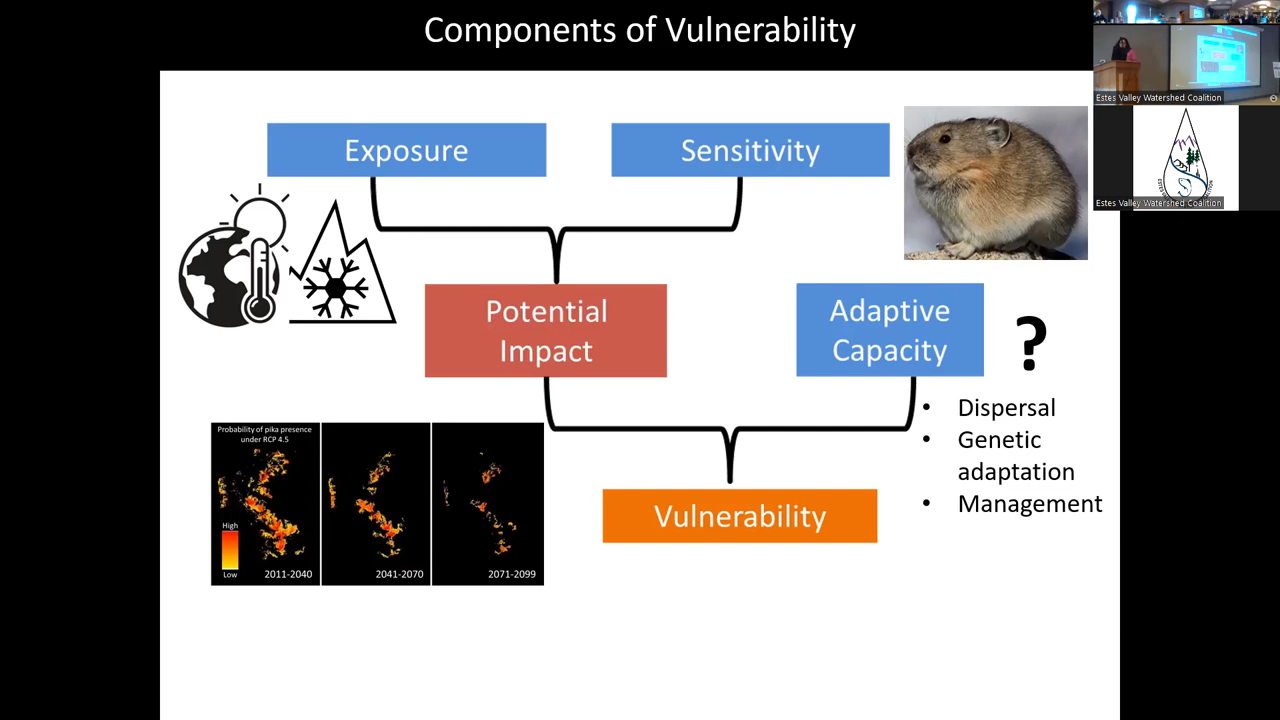 Components of Vulnerability
Exposure
Sensitivity
Potential
Impact
Adaptive
Capacity
?
• Dispersal
• Genetic
adaptation
• Management
Vulnerability
Probability of pika presence
under RCP 4.5
High
Low
2011-2040
2041-2070
2071-2099
Estes Valley Watershed Coalition
Estes Valley Watershed Coalition